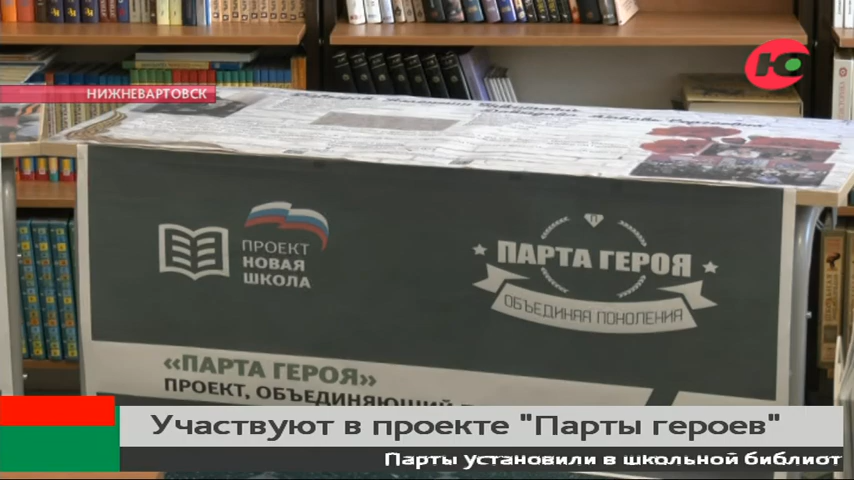 Ю
НИЖНЕВАРТОВСК
ПРОЕКТ
НОВАЯ
ШКОЛА
П
ПАРТА ГЕРОЯ
ОБЪЕДИНЯЯ ПОКОЛЕНИЯ
«ПАРТА ГЕРОЯ»
ПРОЕКТ, ОБЪЕДИНЯЮЩИЙ
Участвуют в проекте "Парты героев"
Парты установили в школьной библиот